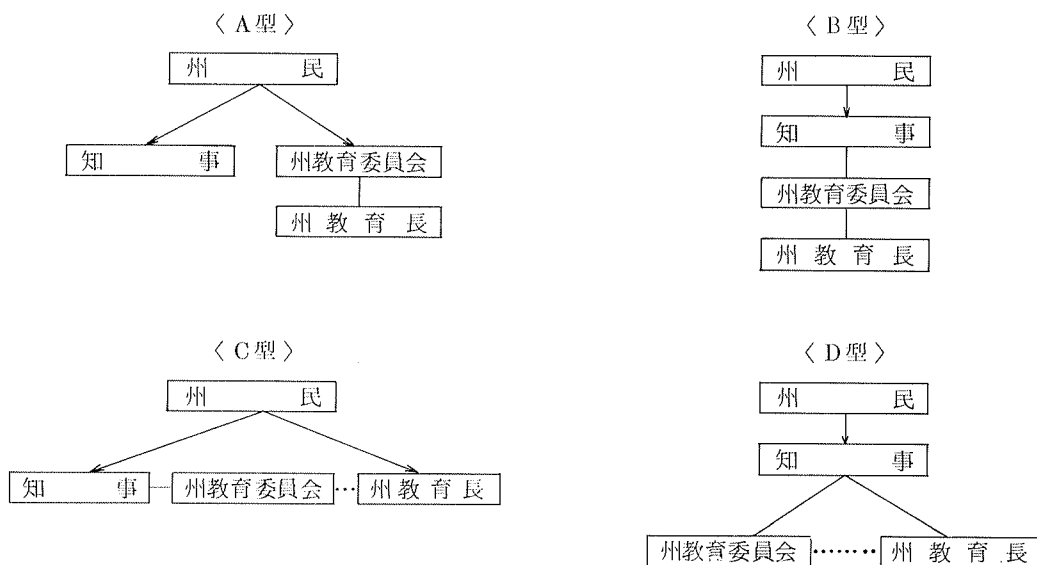 〈 A型 〉
州 民
知 事
州教育委員会
州 教 育 長
〈 B型 〉
州 民
知 事
州教育委員会
州 教 育 長
〈 C型 〉
州 民
知 事
州教育委員会
州 教 育 長
〈 D型 〉
州 民
知 事
州教育委員会
州 教 育 長